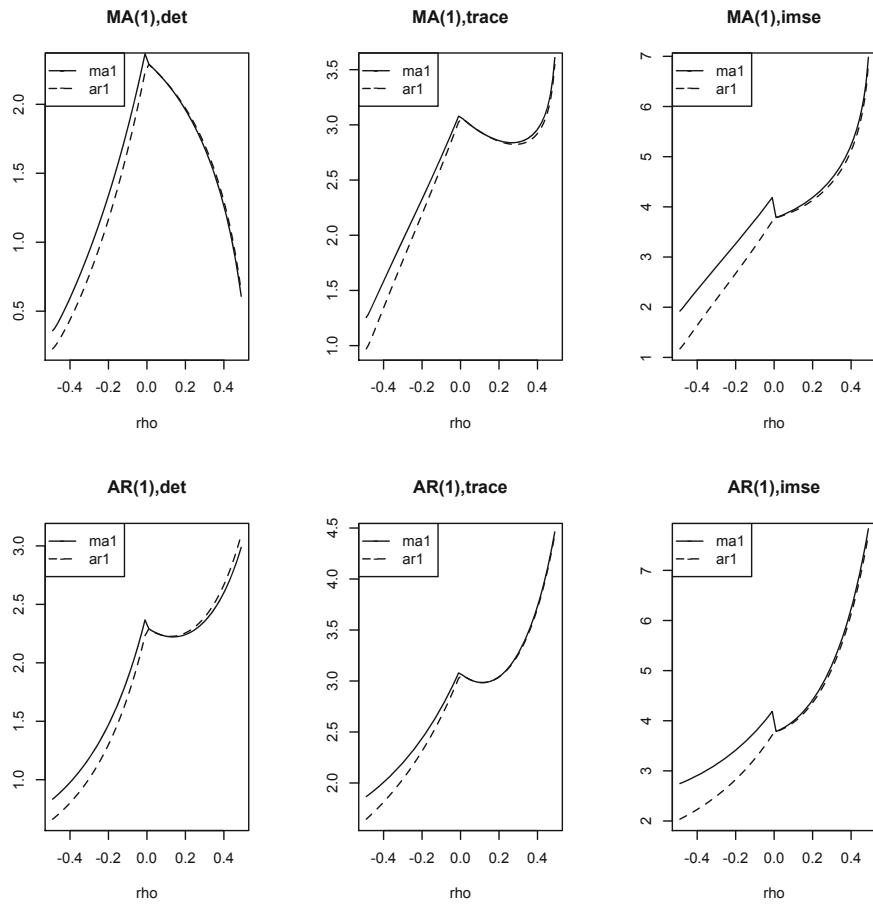 MA(1),det
ma1
ar1
0.5 1.0 1.5 2.0
-0.4 -0.2 0.0 0.2 0.4
rho
MA(1),trace
ma1
ar1
1.0 1.5 2.0 2.5 3.0 3.5
-0.4 -0.2 0.0 0.2 0.4
rho
MA(1),imse
ma1
ar1
1 2 3 4 5 6 7
-0.4 -0.2 0.0 0.2 0.4
rho
AR(1),det
ma1
ar1
1.0 1.5 2.0 2.5 3.0
-0.4 -0.2 0.0 0.2 0.4
rho
AR(1),trace
ma1
ar1
2.0 2.5 3.0 3.5 4.0 4.5
-0.4 -0.2 0.0 0.2 0.4
rho
AR(1),imse
ma1
ar1
2 3 4 5 6 7
-0.4 -0.2 0.0 0.2 0.4
rho